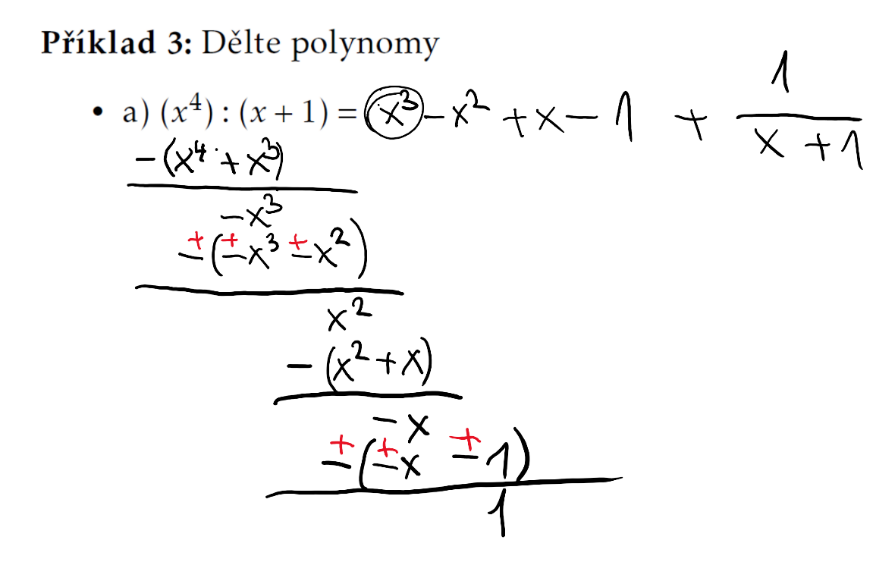 Příklad 3: Dělte polynomy
• a) (x⁴) : (x + 1) = x³ − x² + x − 1 + 1/(x + 1)
−(x⁴ + x³)
−x³
−(−x³ − x²)
+ + +
x²
−(x² + x)
−x
−(−x − 1)
+ + +
1